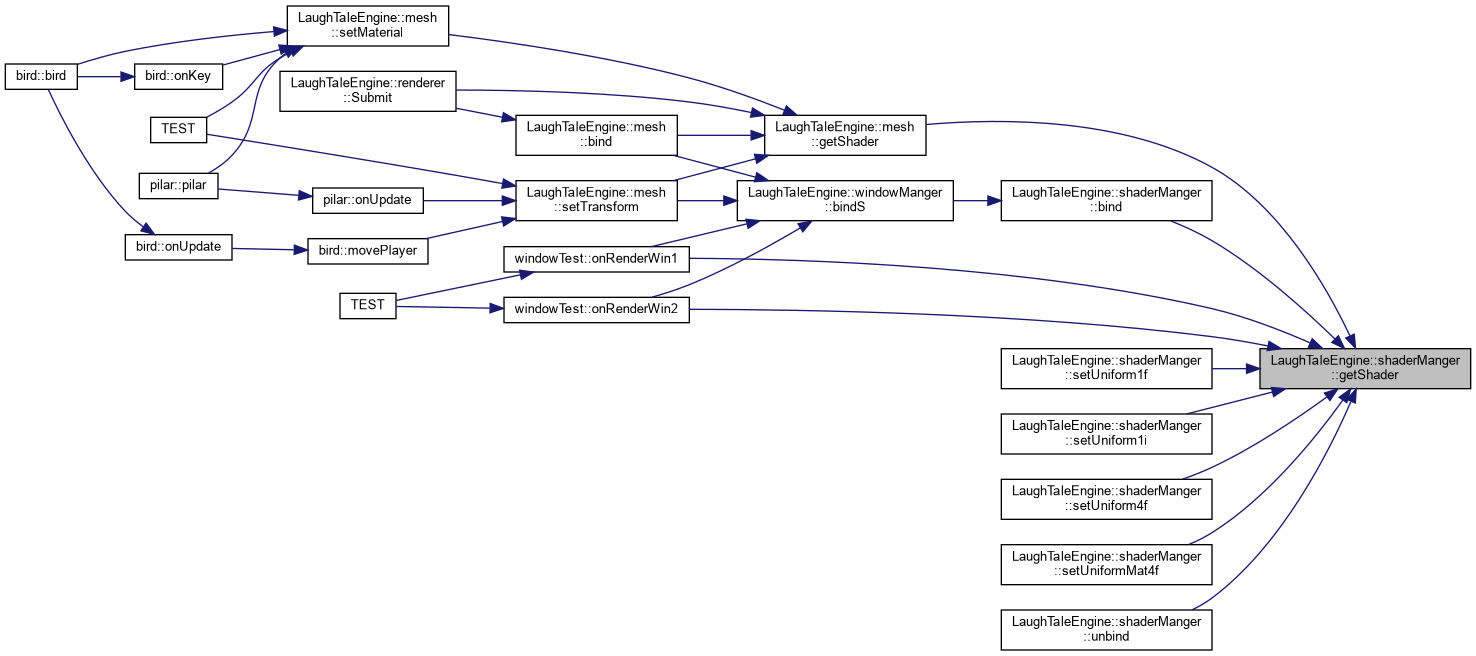 LaughTaleEngine::mesh
::setMaterial
bird::bird
bird::onKey
LaughTaleEngine::renderer
::Submit
TEST
LaughTaleEngine::mesh
::bind
LaughTaleEngine::mesh
::getShader
pilar::pilar
pilar::onUpdate
LaughTaleEngine::mesh
::setTransform
LaughTaleEngine::windowManger
::bindS
LaughTaleEngine::shaderManger
::bind
bird::onUpdate
bird::movePlayer
windowTest::onRenderWin1
TEST
windowTest::onRenderWin2
LaughTaleEngine::shaderManger
::getShader
LaughTaleEngine::shaderManger
::setUniform1f
LaughTaleEngine::shaderManger
::setUniform1i
LaughTaleEngine::shaderManger
::setUniform4f
LaughTaleEngine::shaderManger
::setUniformMat4f
LaughTaleEngine::shaderManger
::unbind